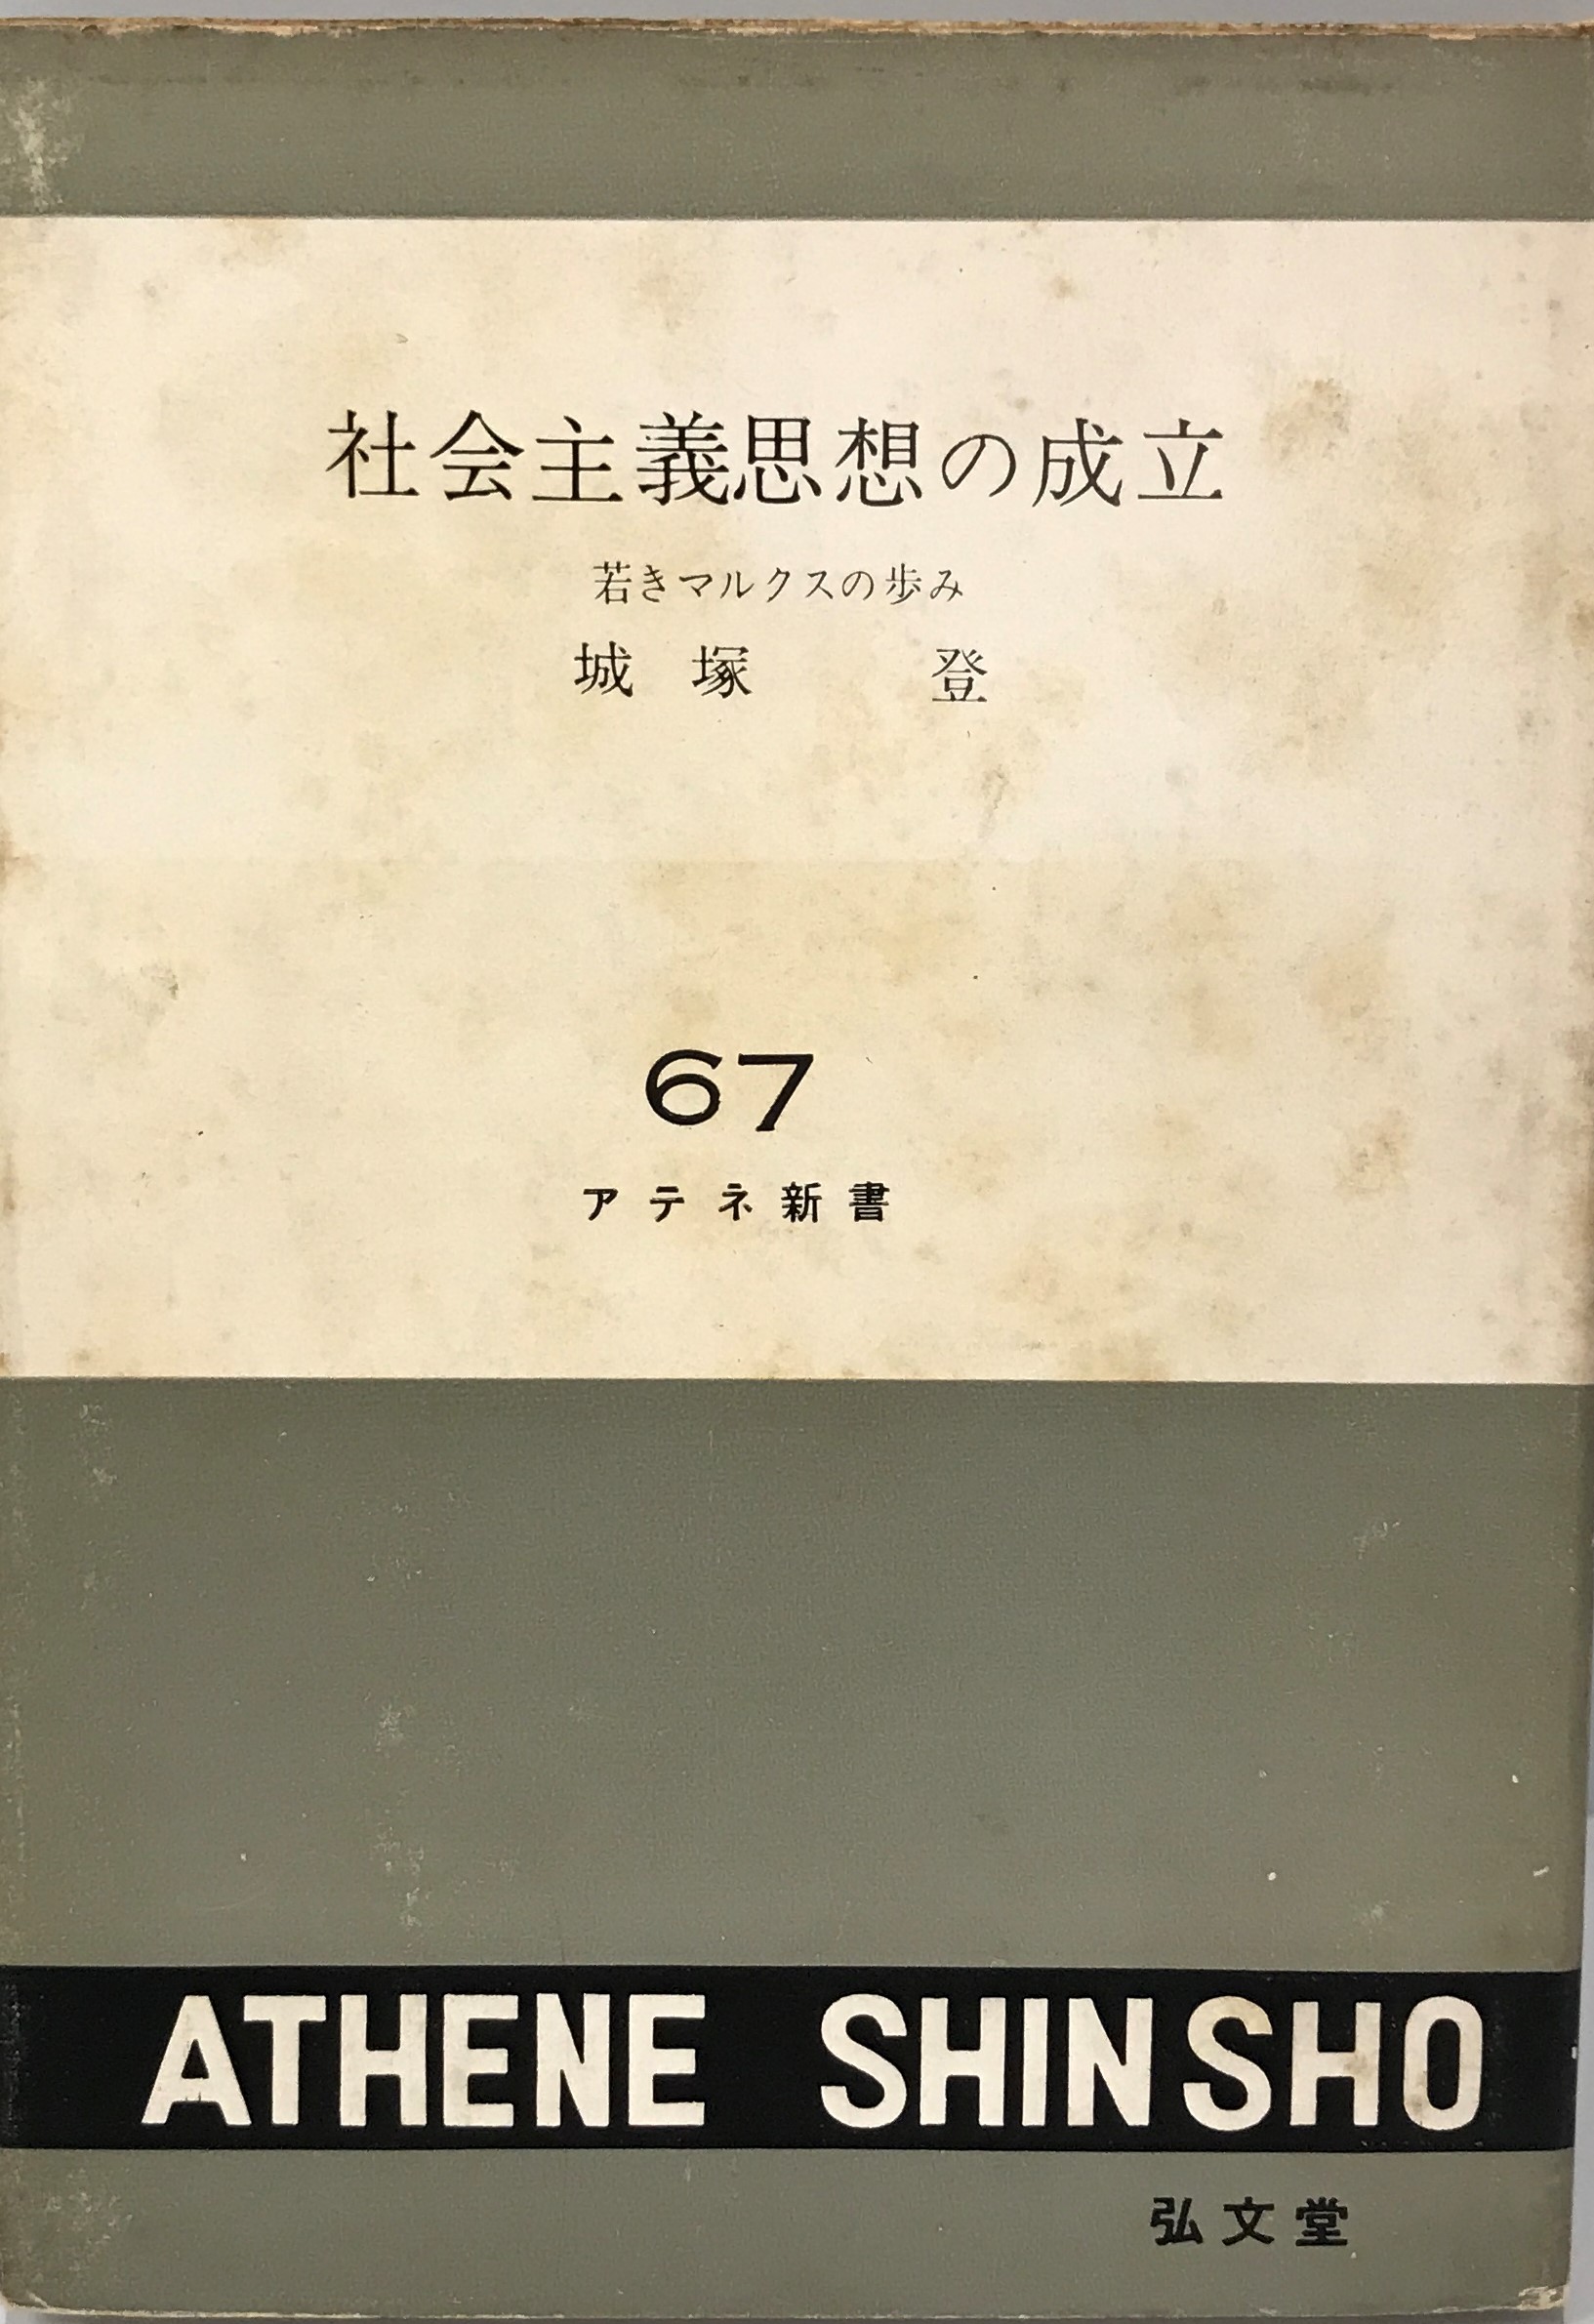 社会主義思想の成立
若きマルクスの歩み
城塚 登
67
アテネ新書
ATHENE SHINSHO
弘文堂